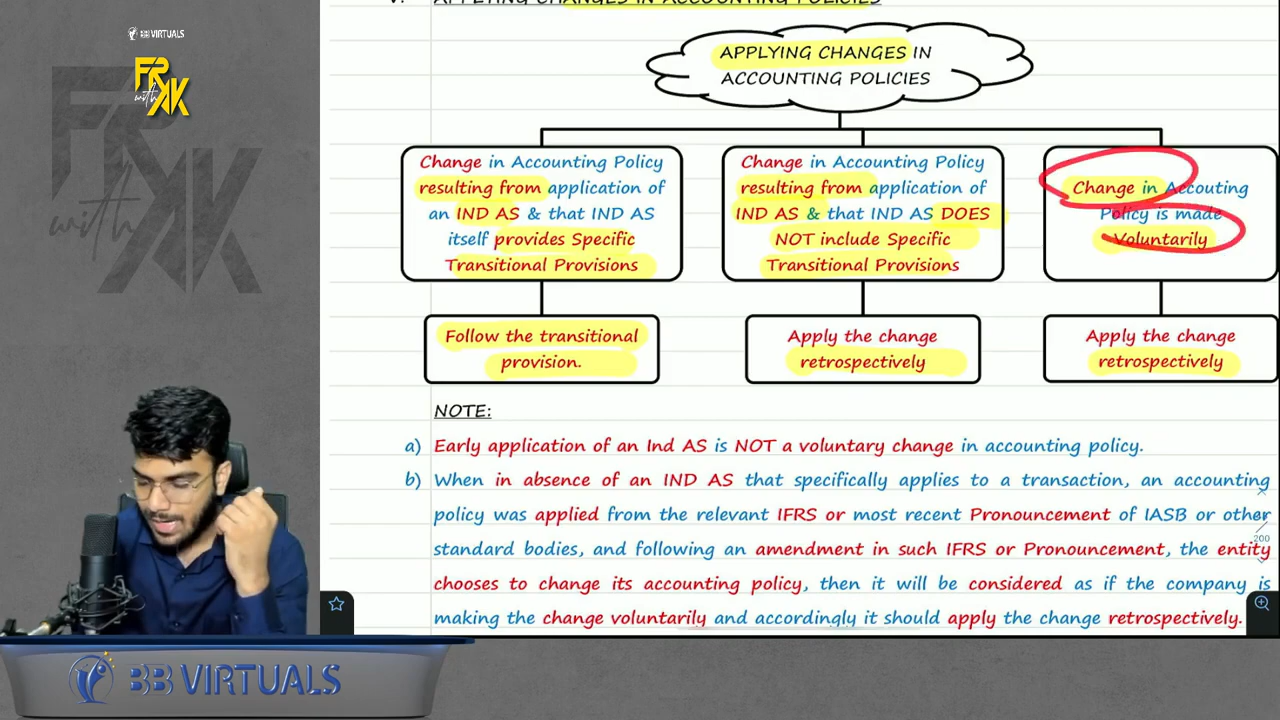 BB VIRTUALS
FR
with
AK
FR
with
AK
V. APPLYING CHANGES IN ACCOUNTING POLICIES
APPLYING CHANGES IN
ACCOUNTING POLICIES
Change in Accounting Policy
resulting from application of
an IND AS & that IND AS
itself provides Specific
Transitional Provisions
Change in Accounting Policy
resulting from application of
IND AS & that IND AS DOES
NOT include Specific
Transitional Provisions
Change in Accouting
Policy is made
Voluntarily
Follow the transitional
provision.
Apply the change
retrospectively
Apply the change
retrospectively
NOTE:
a) Early application of an Ind AS is NOT a voluntary change in accounting policy.
b) When in absence of an IND AS that specifically applies to a transaction, an accounting
policy was applied from the relevant IFRS or most recent Pronouncement of IASB or other
standard bodies, and following an amendment in such IFRS or Pronouncement, the entity
chooses to change its accounting policy, then it will be considered as if the company is
making the change voluntarily and accordingly it should apply the change retrospectively.
200
BB VIRTUALS